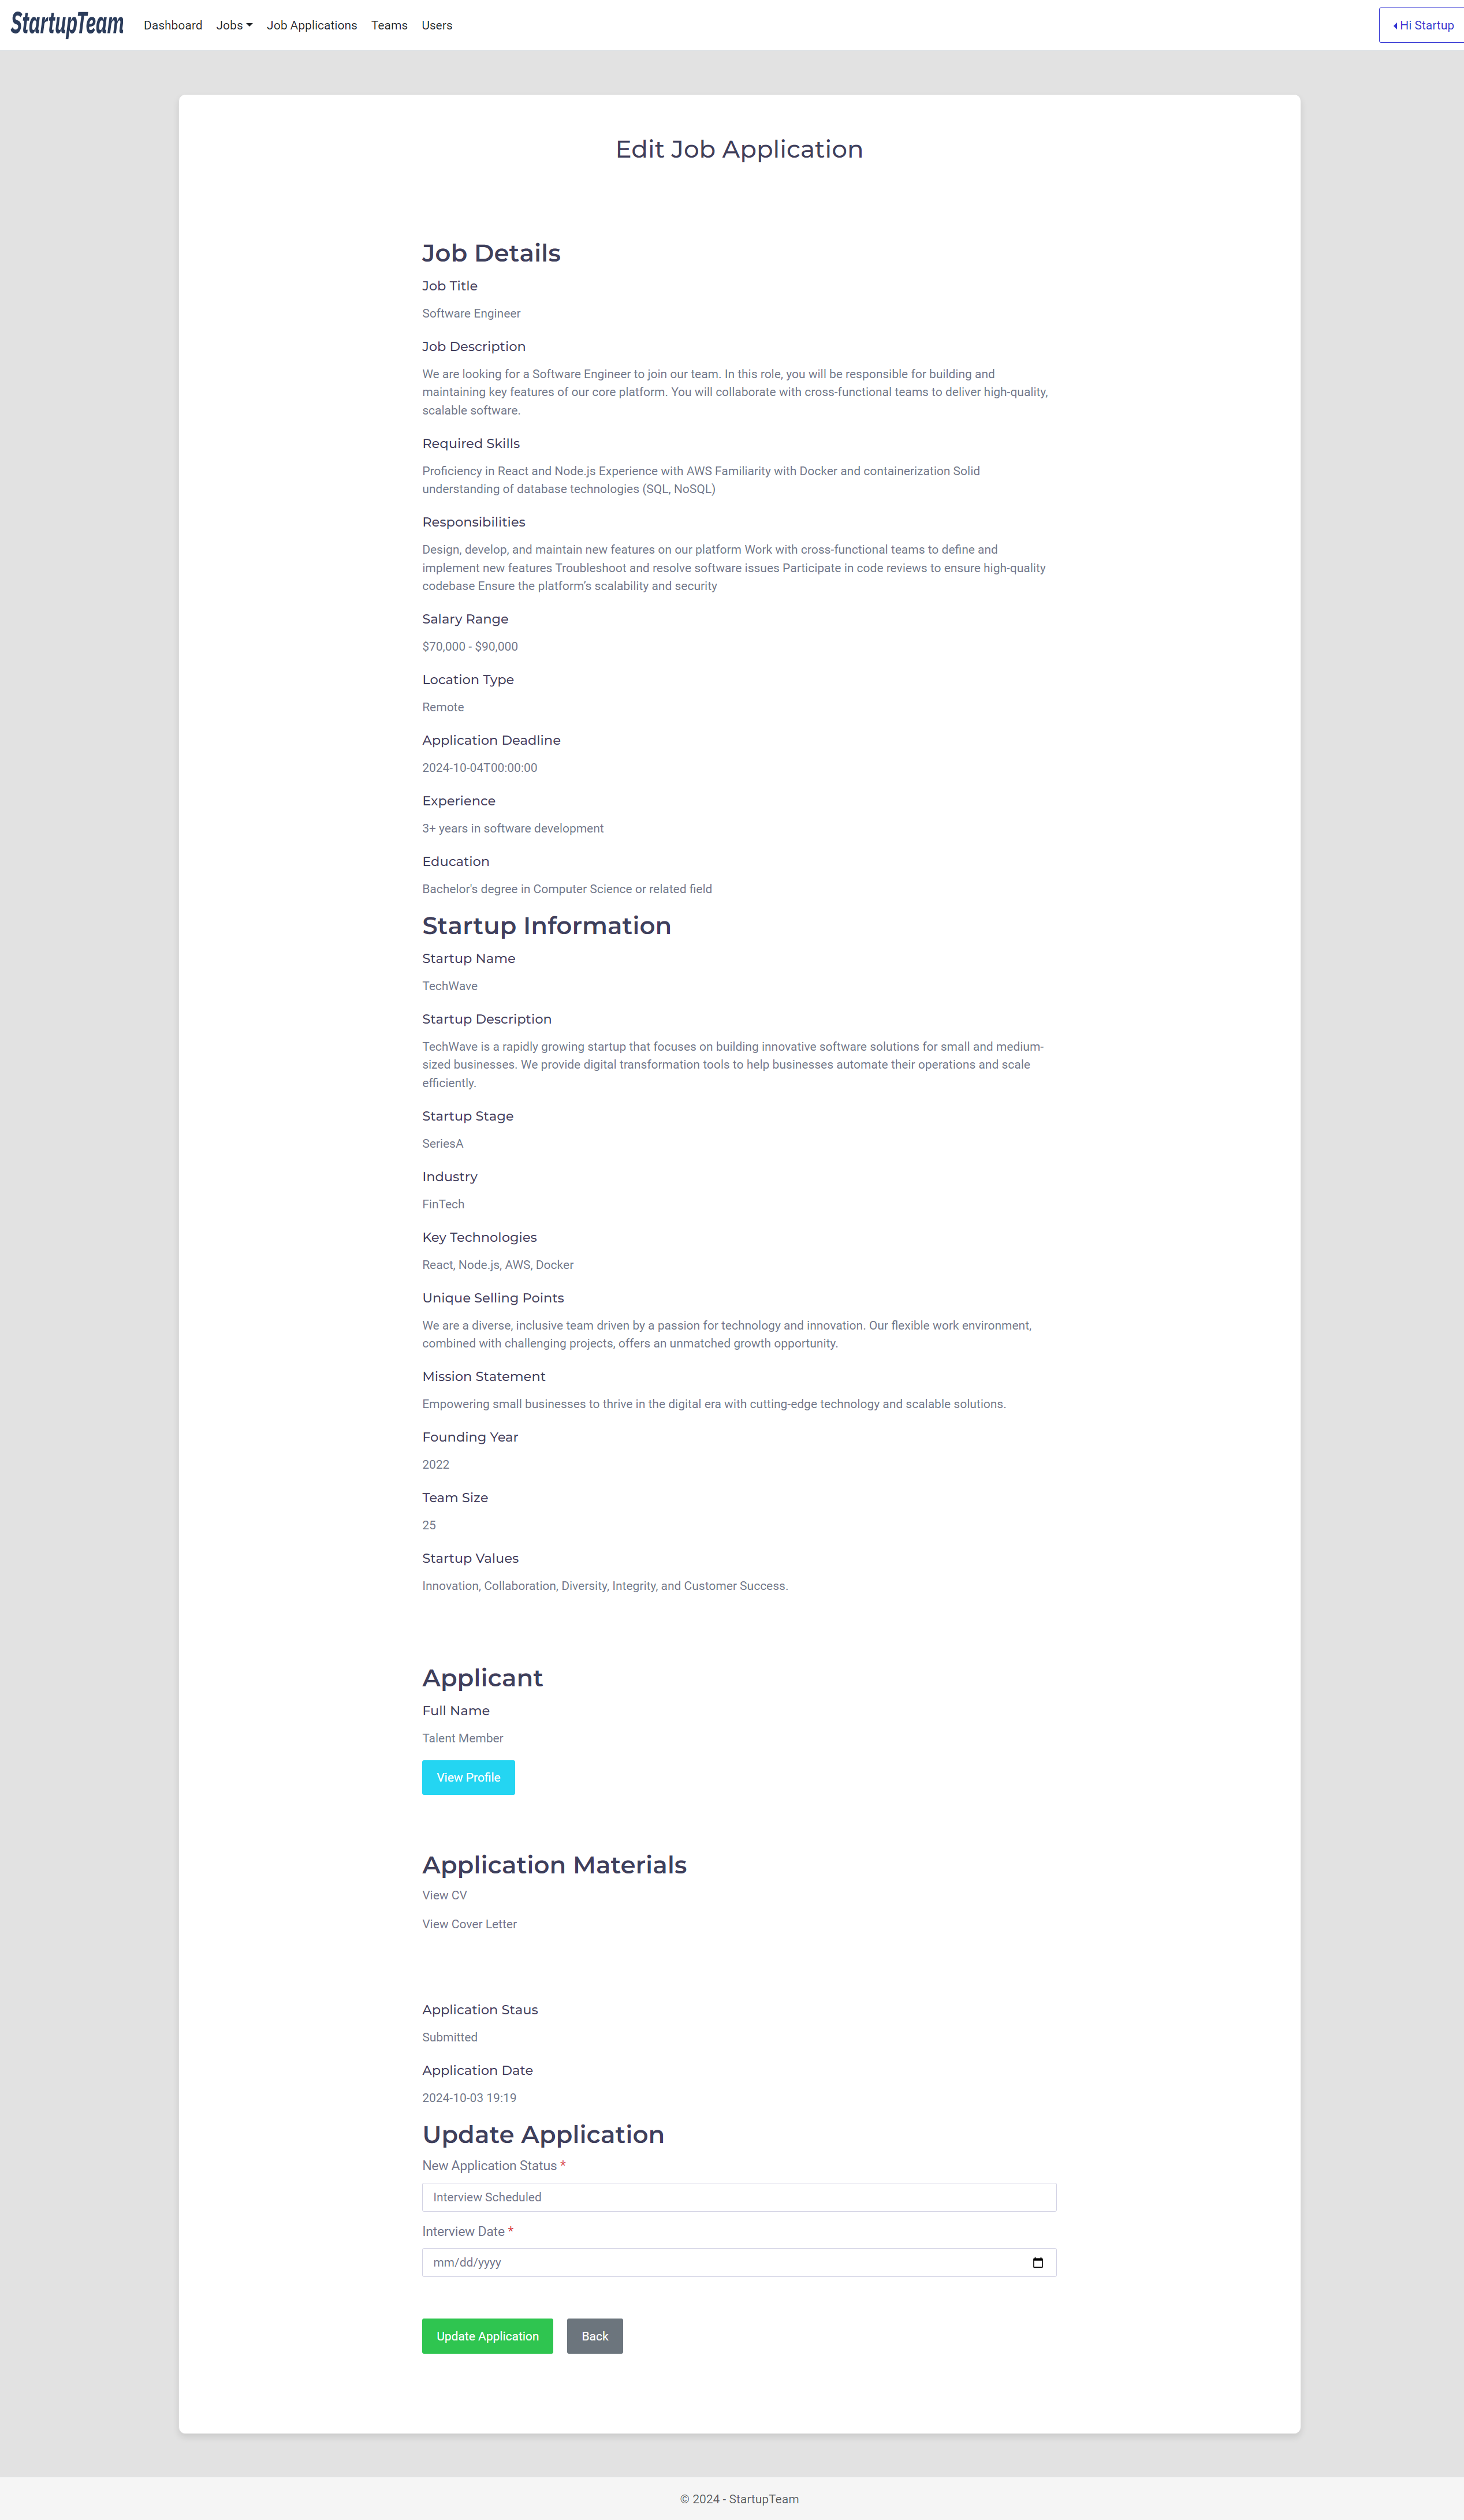 StartupTeam Dashboard Jobs Job Applications Teams Users Hi Startup
Edit Job Application
Job Details
Job Title
Software Engineer
Job Description
We are looking for a Software Engineer to join our team. In this role, you will be responsible for building and
maintaining key features of our core platform. You will collaborate with cross-functional teams to deliver high-quality,
scalable software.
Required Skills
Proficiency in React and Node.js Experience with AWS Familiarity with Docker and containerization Solid
understanding of database technologies (SQL, NoSQL)
Responsibilities
Design, develop, and maintain new features on our platform Work with cross-functional teams to define and
implement new features Troubleshoot and resolve software issues Participate in code reviews to ensure high-quality
codebase Ensure the platform's scalability and security
Salary Range
$70,000 - $90,000
Location Type
Remote
Application Deadline
2024-10-04T00:00:00
Experience
3+ years in software development
Education
Bachelor's degree in Computer Science or related field
Startup Information
Startup Name
TechWave
Startup Description
TechWave is a rapidly growing startup that focuses on building innovative software solutions for small and medium-
sized businesses. We provide digital transformation tools to help businesses automate their operations and scale
efficiently.
Startup Stage
SeriesA
Industry
FinTech
Key Technologies
React, Node.js, AWS, Docker
Unique Selling Points
We are a diverse, inclusive team driven by a passion for technology and innovation. Our flexible work environment,
combined with challenging projects, offers an unmatched growth opportunity.
Mission Statement
Empowering small businesses to thrive in the digital era with cutting-edge technology and scalable solutions.
Founding Year
2022
Team Size
25
Startup Values
Innovation, Collaboration, Diversity, Integrity, and Customer Success.
Applicant
Full Name
Talent Member
View Profile
Application Materials
View CV
View Cover Letter
Application Staus
Submitted
Application Date
2024-10-03 19:19
Update Application
New Application Status *
Interview Scheduled
Interview Date *
mm/dd/yyyy
Update Application Back
© 2024 - StartupTeam